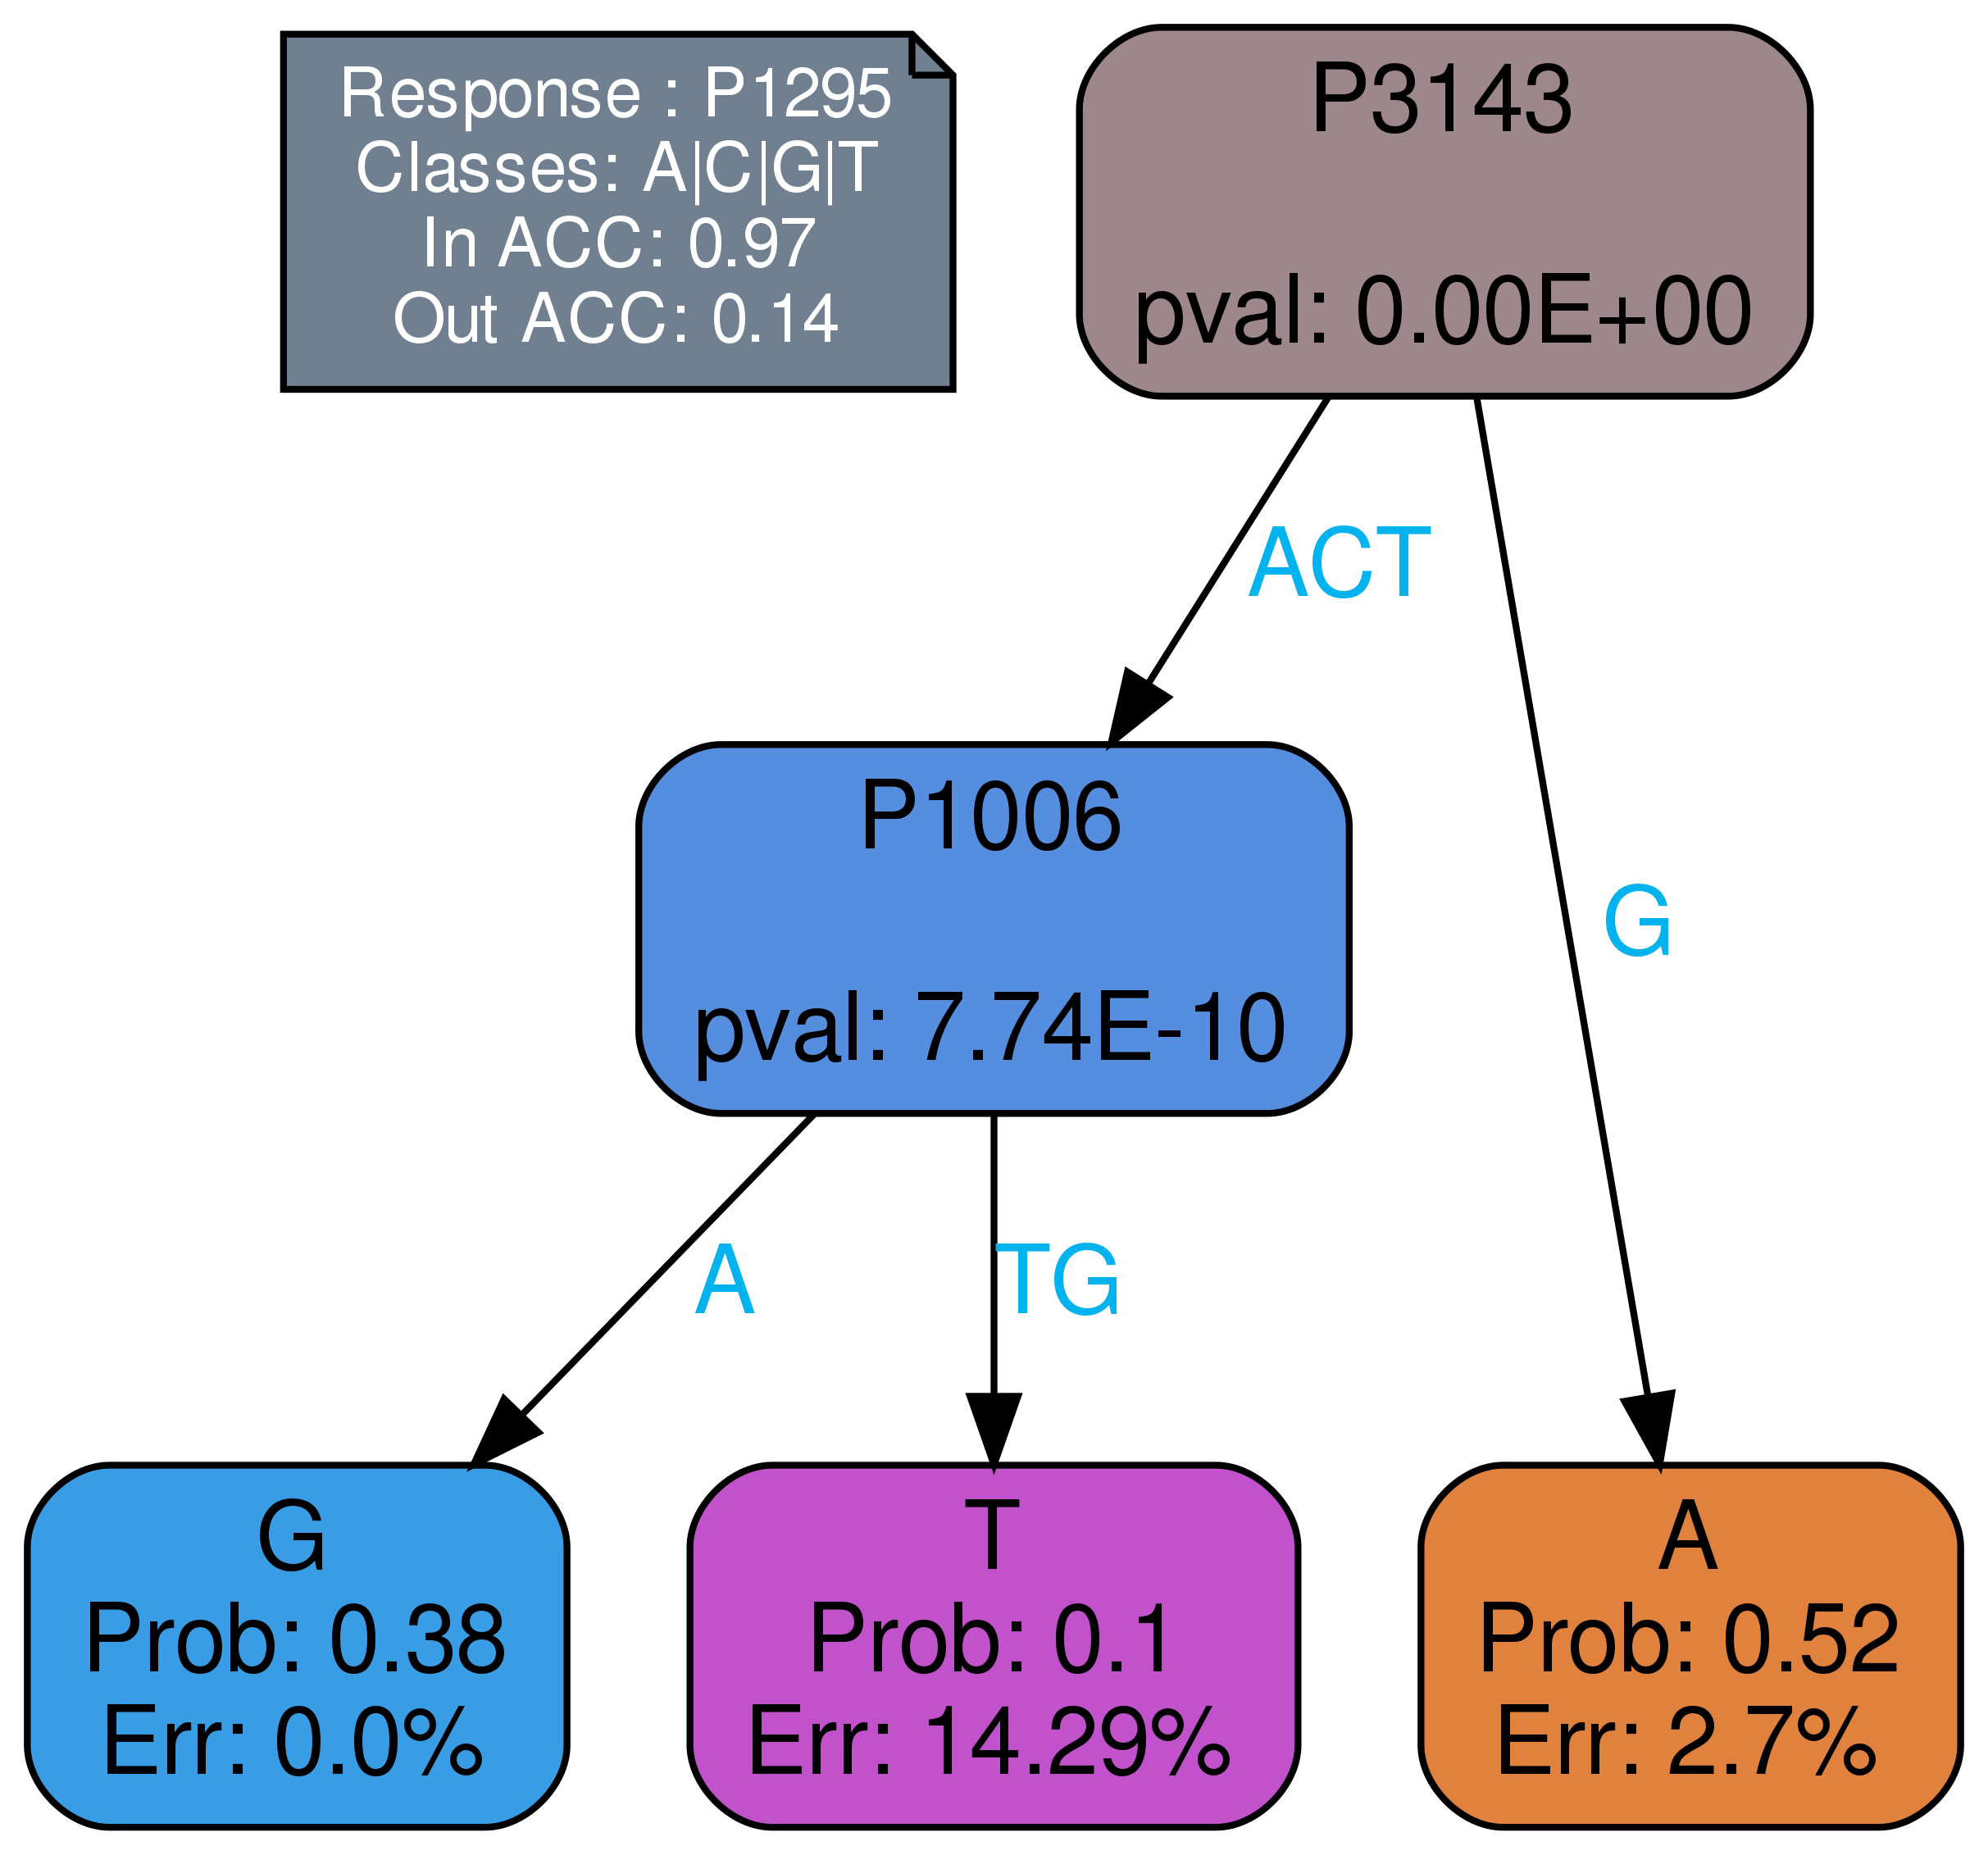 Response : P1295
Classes: A|C|G|T
In ACC: 0.97
Out ACC: 0.14
P3143
pval: 0.00E+00
ACT
G
P1006
pval: 7.74E-10
A
TG
G
Prob: 0.38
Err: 0.0%
T
Prob: 0.1
Err: 14.29%
A
Prob: 0.52
Err: 2.7%